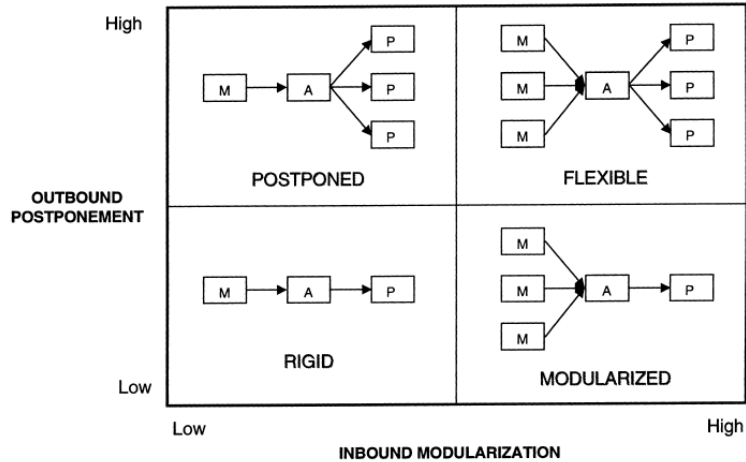 High
P
M
P
M
A
P
M
A
P
P
M
P
POSTPONED
FLEXIBLE
OUTBOUND
POSTPONEMENT
M
M
A
P
M
A
P
M
RIGID
MODULARIZED
Low
Low
High
INBOUND MODULARIZATION